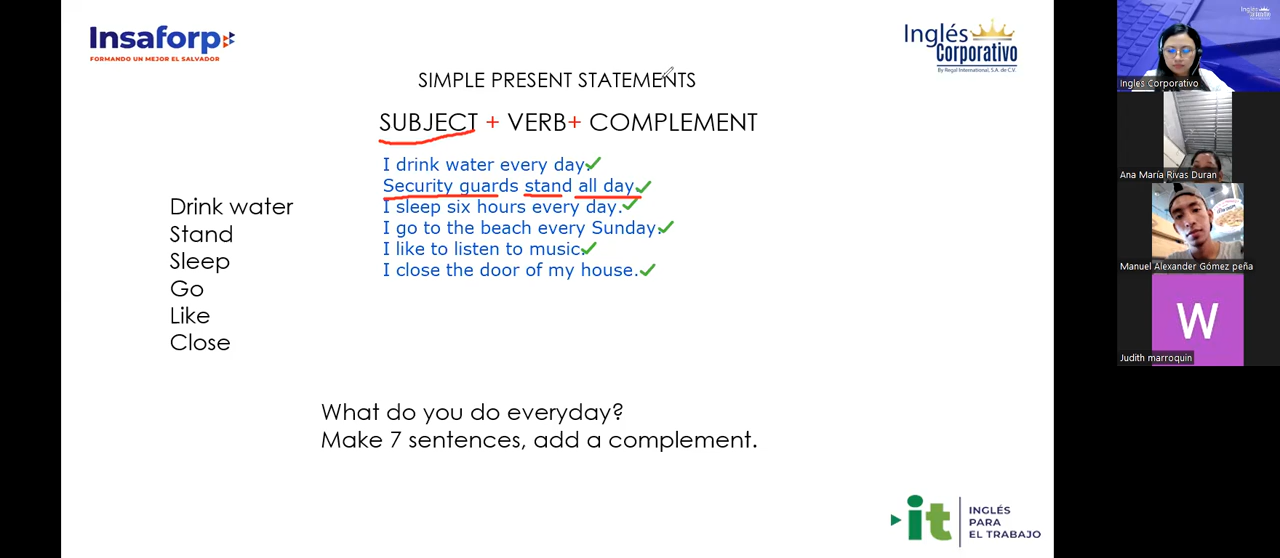 Insaforp
FORMANDO UN MEJOR EL SALVADOR
Inglés
Corporativo
By Regal International, S.A. de C.V.
SIMPLE PRESENT STATEMENTS
SUBJECT + VERB+ COMPLEMENT
I drink water every day.
Security guards stand all day.
I sleep six hours every day.
I go to the beach every Sunday.
I like to listen to music.
I close the door of my house.
Drink water
Stand
Sleep
Go
Like
Close
What do you do everyday?
Make 7 sentences, add a complement.
it
INGLÉS
PARA
EL TRABAJO
Ingles Corporativo
Ana María Rivas Duran
Manuel Alexander Gómez peña
W
Judith marroquin